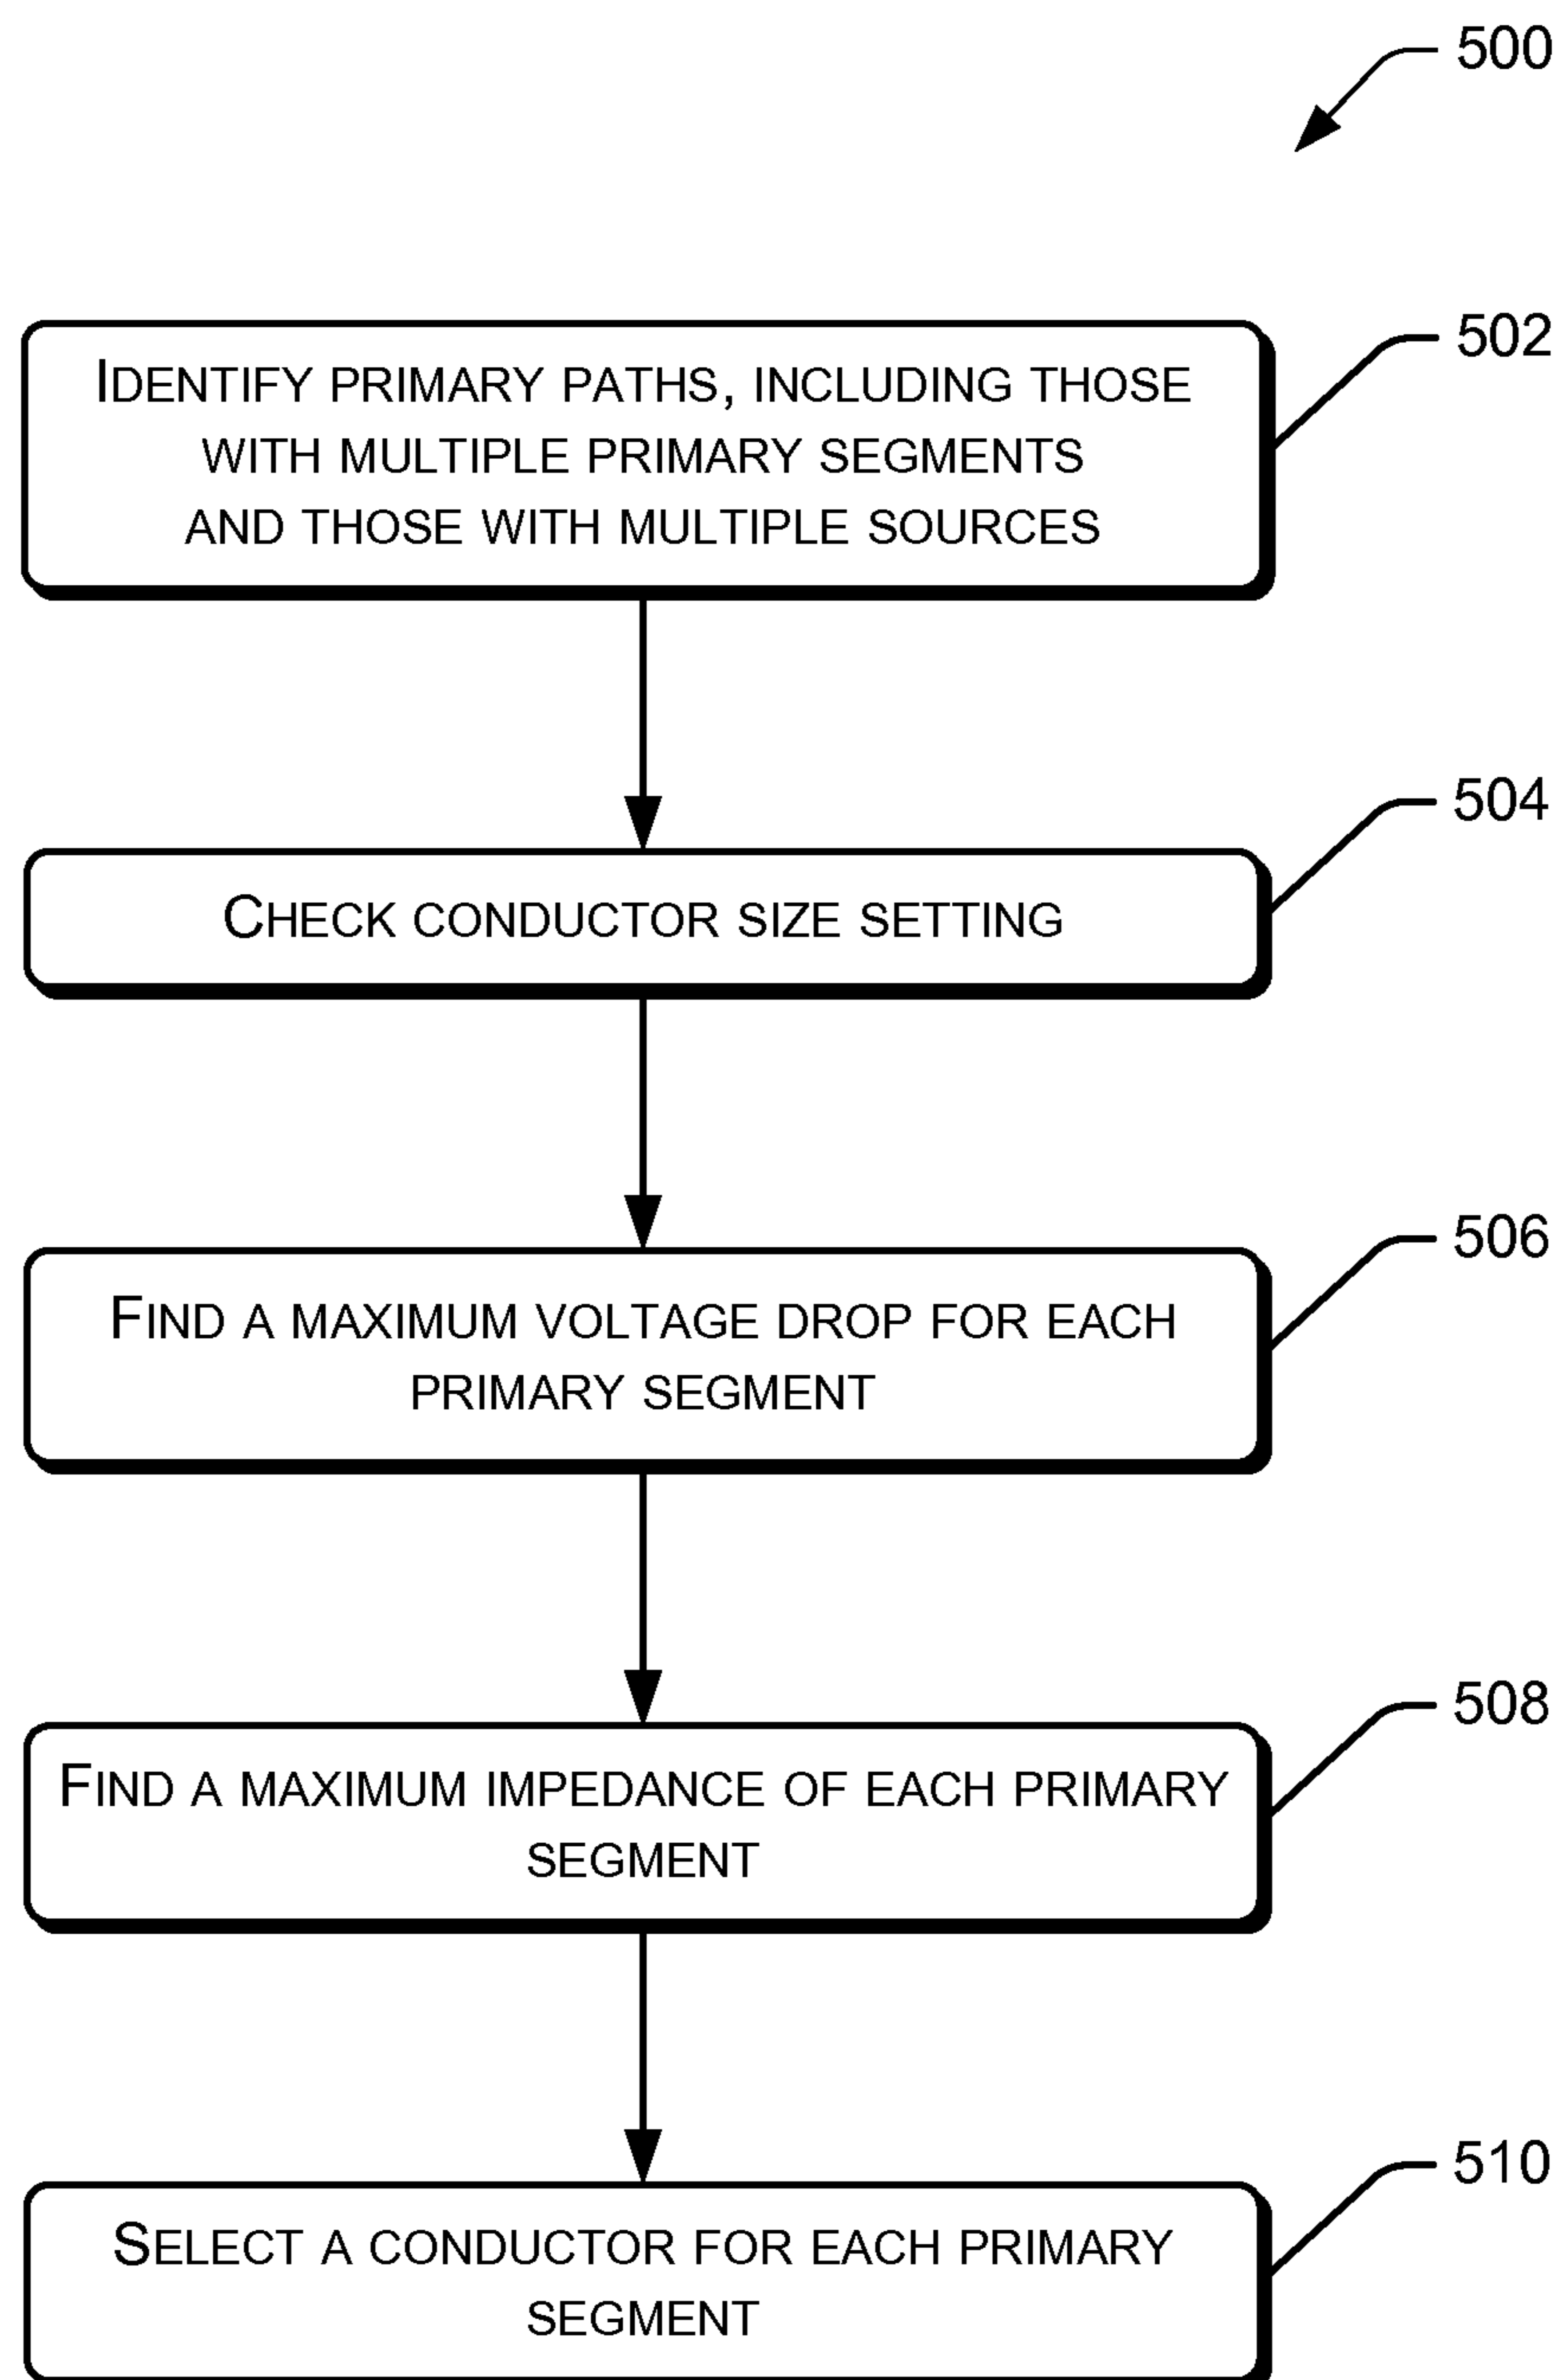 500
502
IDENTIFY PRIMARY PATHS, INCLUDING THOSE
WITH MULTIPLE PRIMARY SEGMENTS
AND THOSE WITH MULTIPLE SOURCES
504
CHECK CONDUCTOR SIZE SETTING
506
FIND A MAXIMUM VOLTAGE DROP FOR EACH
PRIMARY SEGMENT
508
FIND A MAXIMUM IMPEDANCE OF EACH PRIMARY
SEGMENT
510
SELECT A CONDUCTOR FOR EACH PRIMARY
SEGMENT